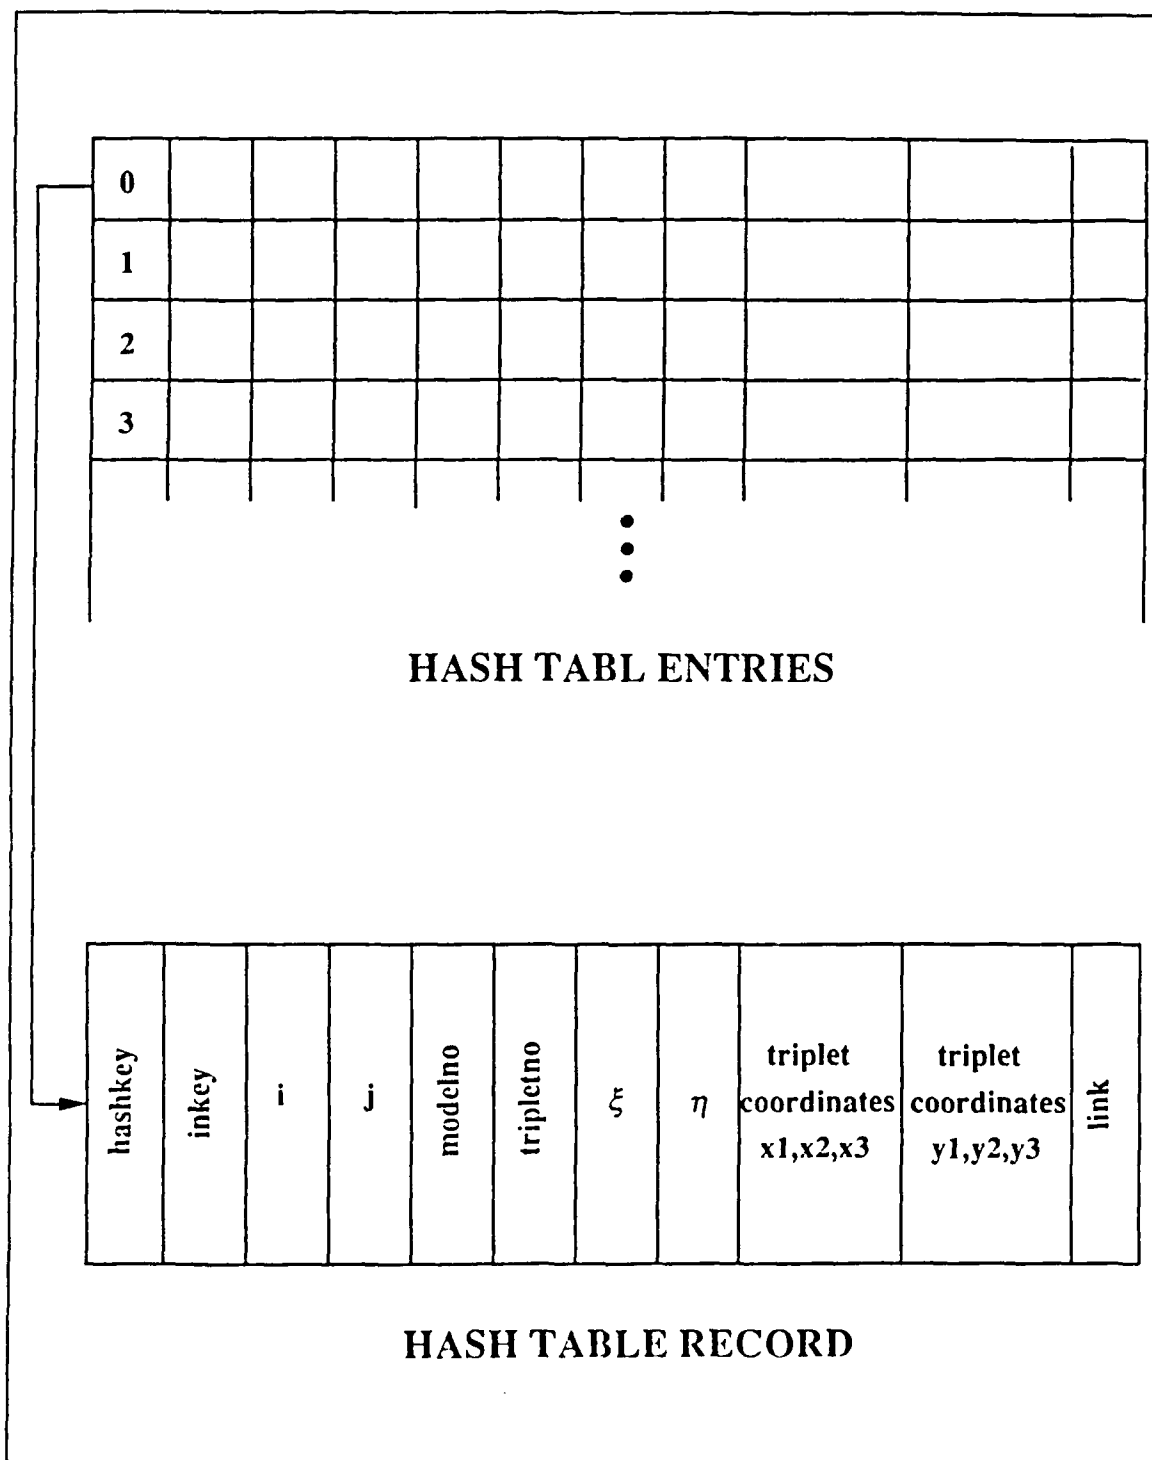 0
1
2
3
HASH TABL ENTRIES
hashkey
inkey
i
j
modelno
tripletno
ξ
η
triplet
coordinates
x1,x2,x3
triplet
coordinates
y1,y2,y3
link
HASH TABLE RECORD